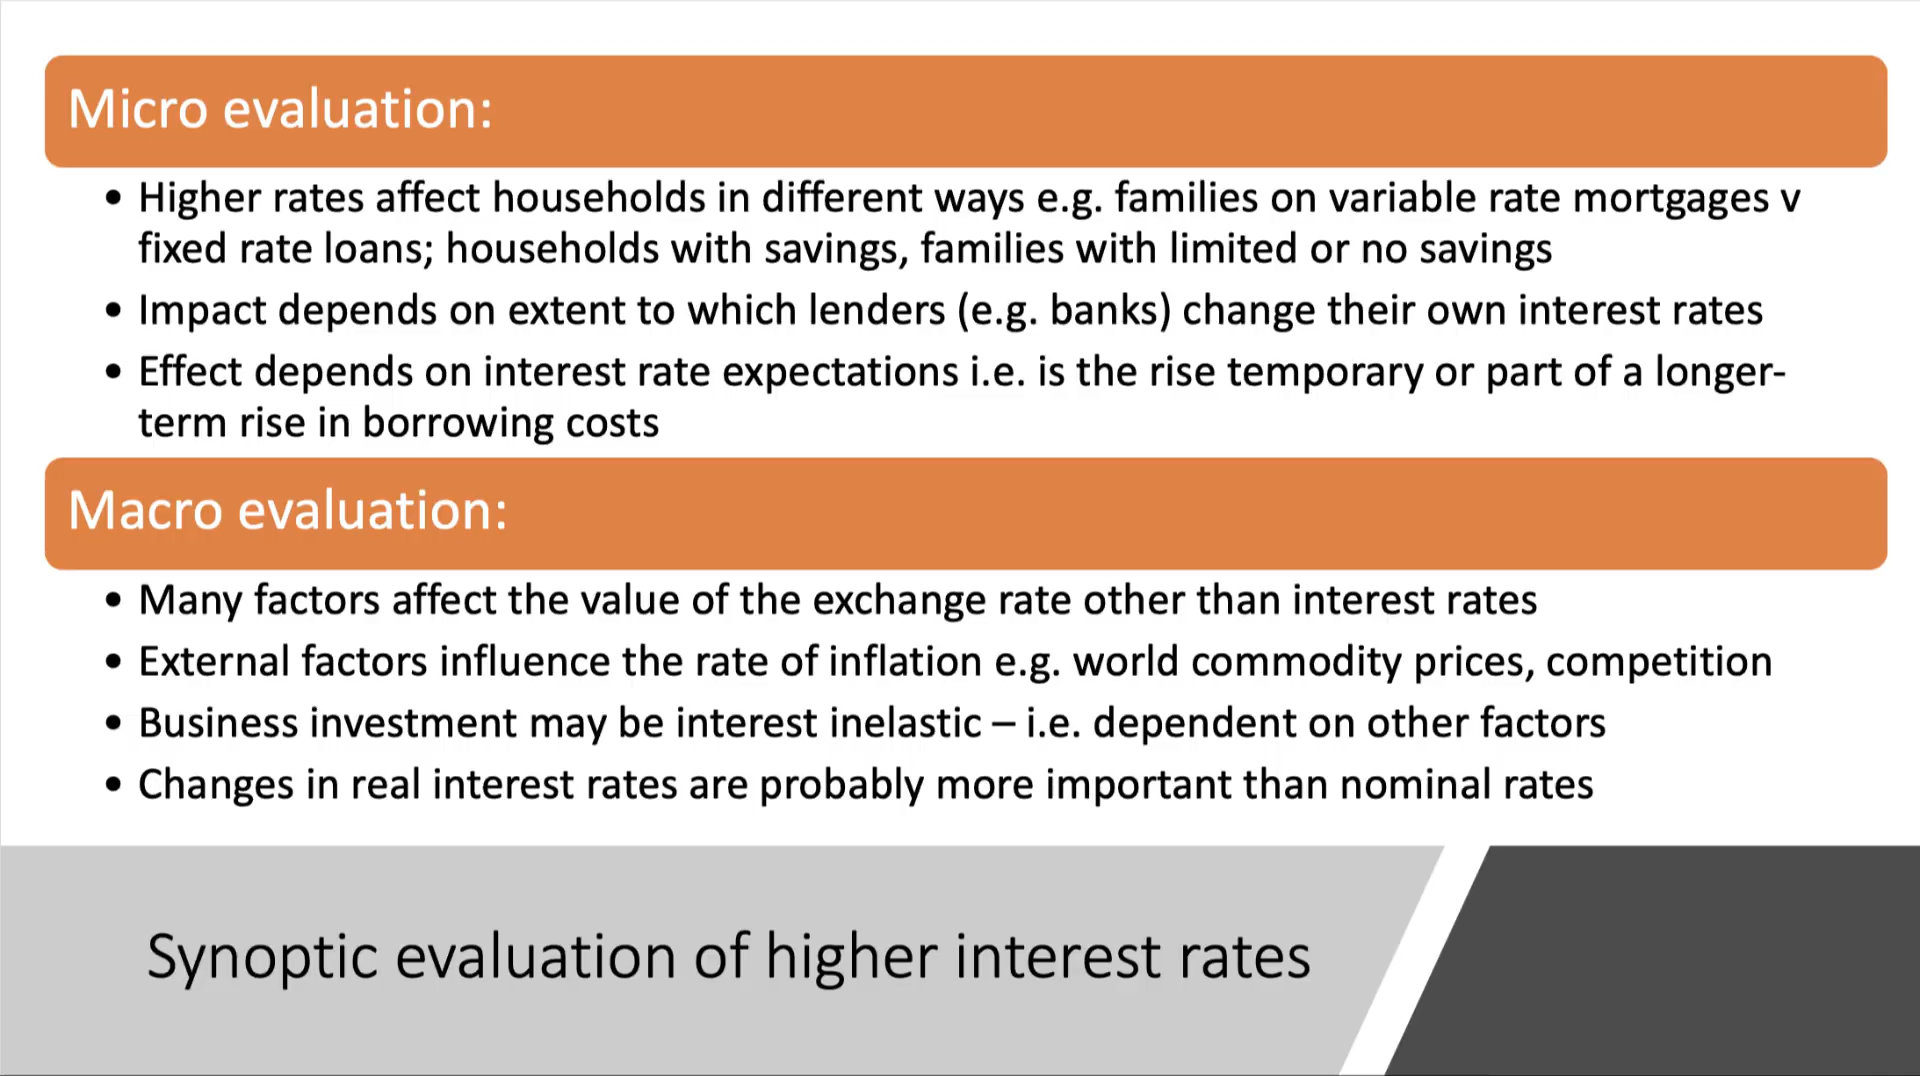 Micro evaluation:
• Higher rates affect households in different ways e.g. families on variable rate mortgages v
fixed rate loans; households with savings, families with limited or no savings
• Impact depends on extent to which lenders (e.g. banks) change their own interest rates
• Effect depends on interest rate expectations i.e. is the rise temporary or part of a longer-
term rise in borrowing costs
Macro evaluation:
• Many factors affect the value of the exchange rate other than interest rates
• External factors influence the rate of inflation e.g. world commodity prices, competition
• Business investment may be interest inelastic – i.e. dependent on other factors
• Changes in real interest rates are probably more important than nominal rates
Synoptic evaluation of higher interest rates